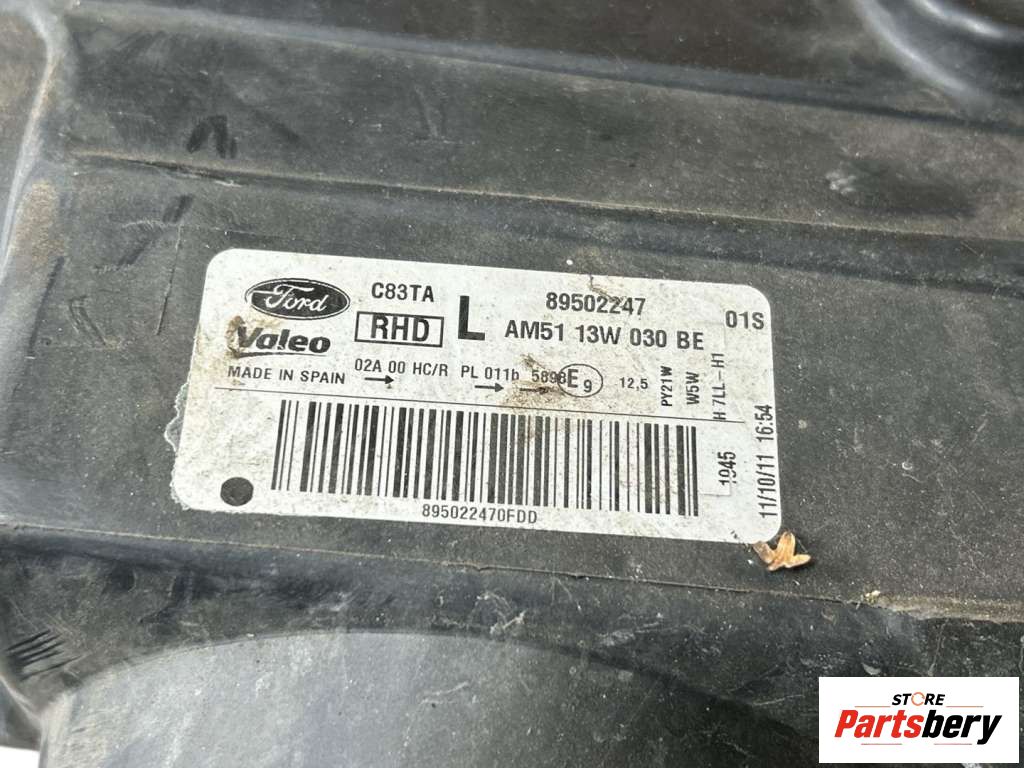 Ford C83TA 89502247 01S
Valeo RHD L AM51 13W 030 BE
02A 00 HC/R PL 011b E9 12,5
MADE IN SPAIN
PY21W
W5W
H 7LL-H1
1945
11/10/11 16:54
895022470FDD
STORE
Partsbery